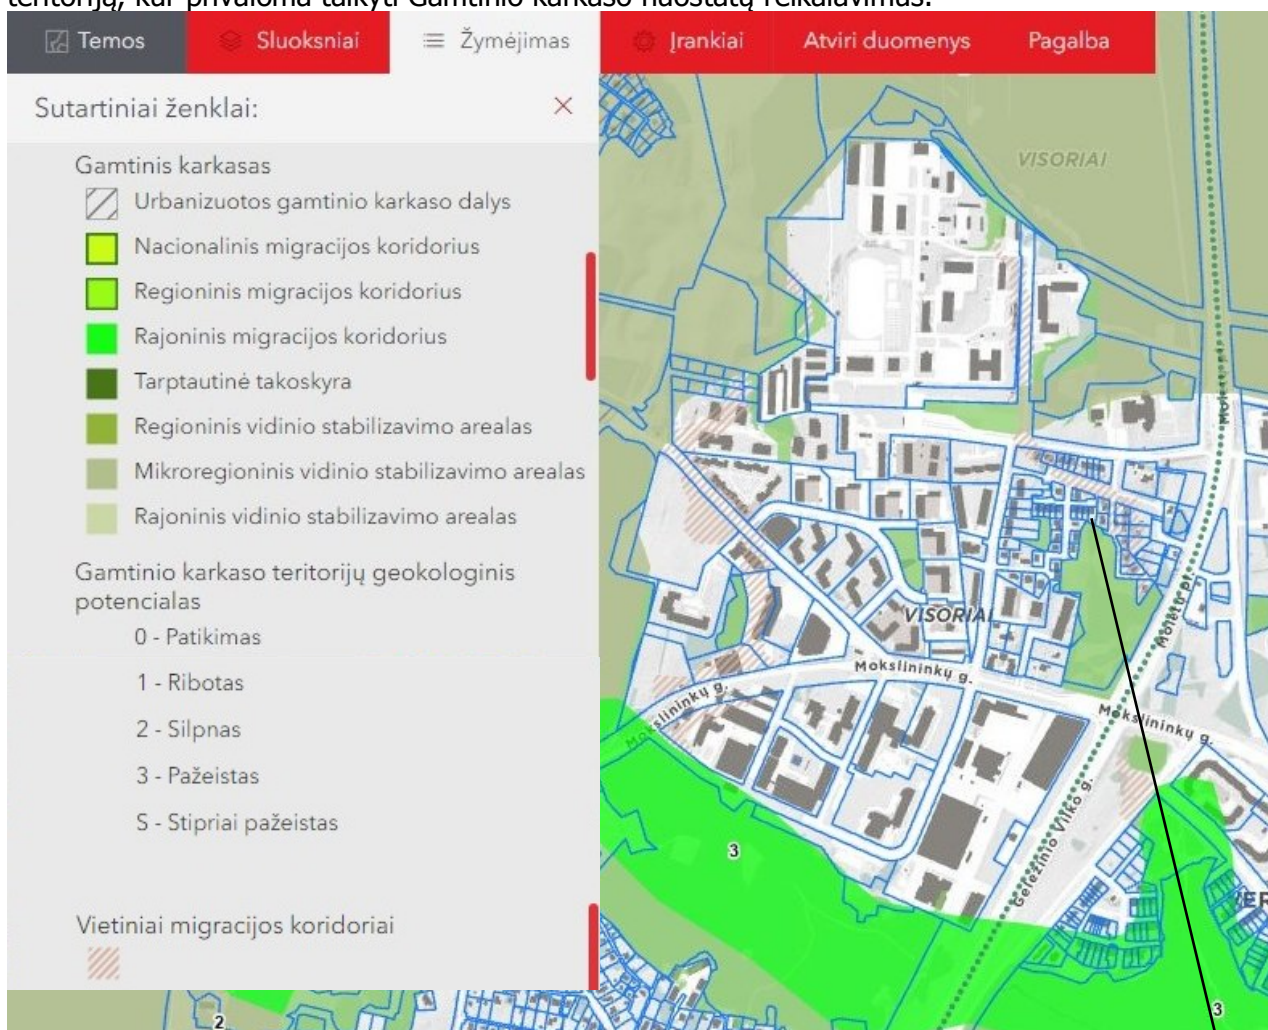 teritoriją, kur privaloma taikyti Gamtinio karkaso nuostatų reikalavimus.
Temos Sluoksniai Žymėjimas Įrankiai Atviri duomenys Pagalba
Sutartiniai ženklai:
Gamtinis karkasas
Urbanizuotos gamtinio karkaso dalys
Nacionalinis migracijos koridorius
Regioninis migracijos koridorius
Rajoninis migracijos koridorius
Tarptautinė takoskyra
Regioninis vidinio stabilizavimo arealas
Mikroregioninis vidinio stabilizavimo arealas
Rajoninis vidinio stabilizavimo arealas
Gamtinio karkaso teritorijų geokologinis
potencialas
0 - Patikimas
1 - Ribotas
2 - Silpnas
3 - Pažeistas
S - Stipriai pažeistas
Vietiniai migracijos koridoriai
VISORIAI
VISORIAI
Molėtų pl.
Mokslininkų g.
Mokslininkų g.
Mokslininkų g.
Geležinio Vilko g.
3
3
2